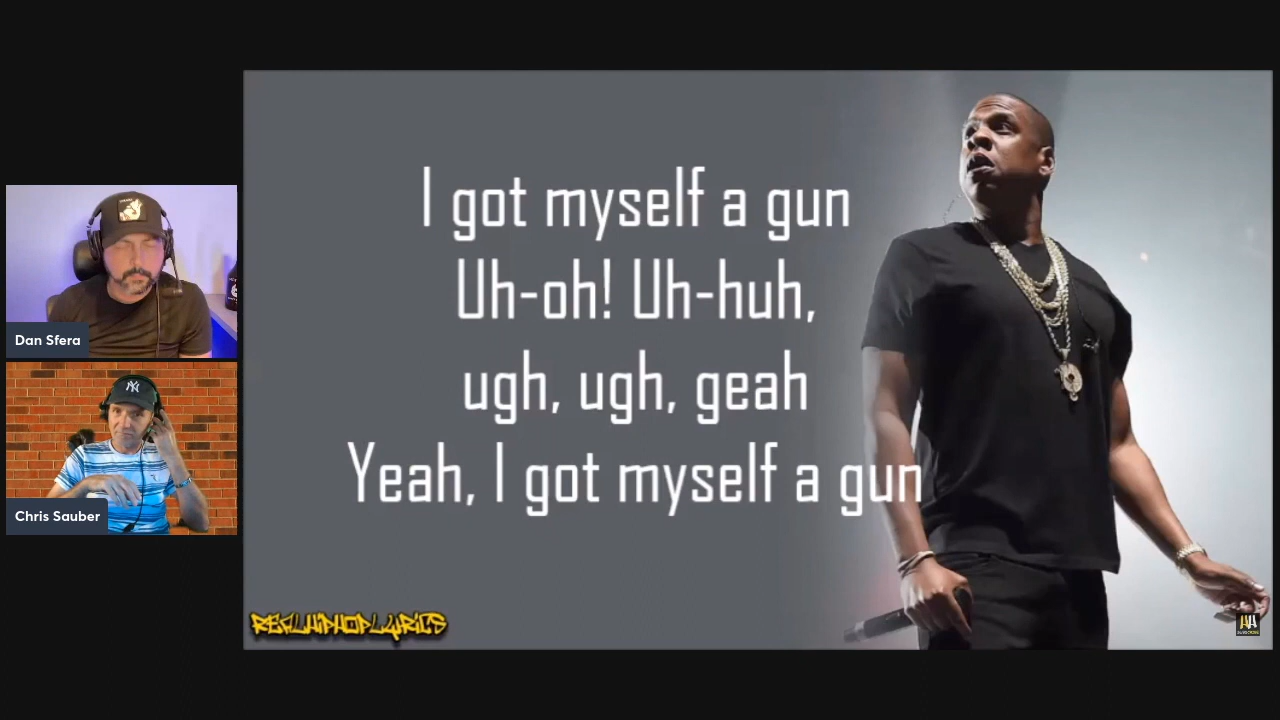 I got myself a gun
Uh-oh! Uh-huh,
ugh, ugh, geah
Yeah, I got myself a gun
Dan Sfera
Chris Sauber
REALHIPHOPLYRICS